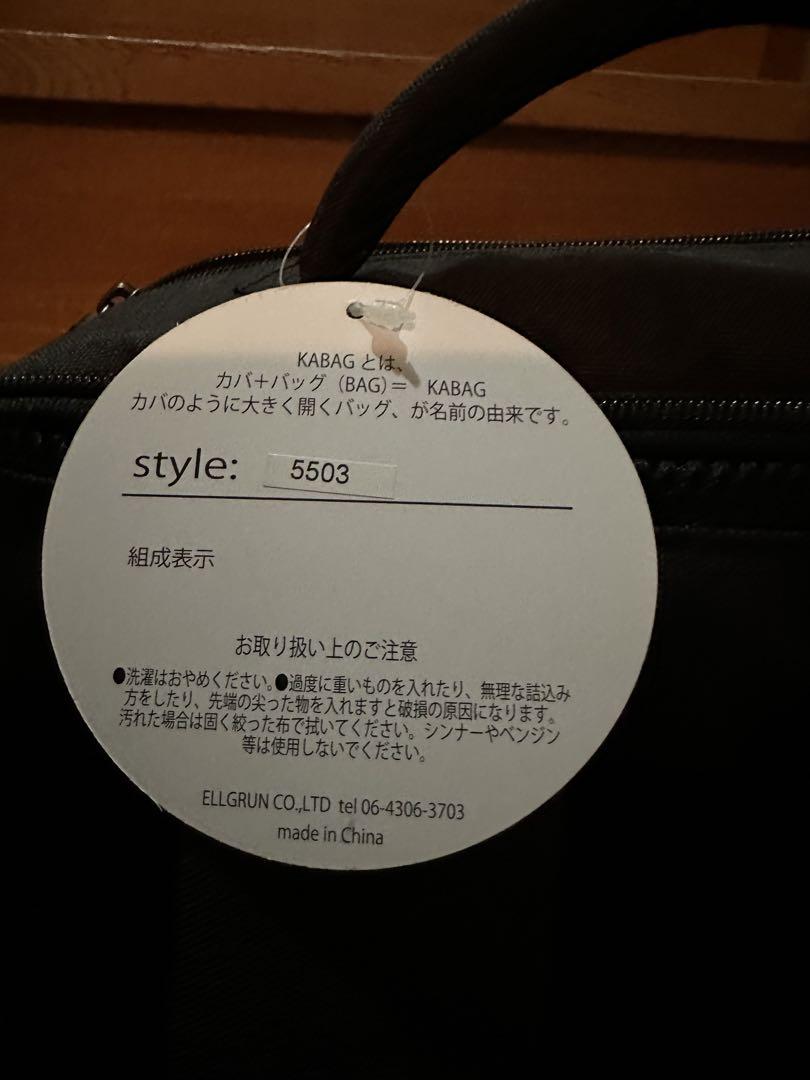 KABAG とは、
カバ＋バッグ（BAG）＝ KABAG
カバのように大きく開くバッグ、が名前の由来です。
style: 5503
組成表示
お取り扱い上のご注意
●洗濯はおやめください。●過度に重いものを入れたり、無理な詰込み
方をしたり、先端の尖った物を入れますと破損の原因になります。
汚れた場合は固く絞った布で拭いてください。シンナーやベンジン
等は使用しないでください。
ELLGRUN CO.,LTD tel 06-4306-3703
made in China